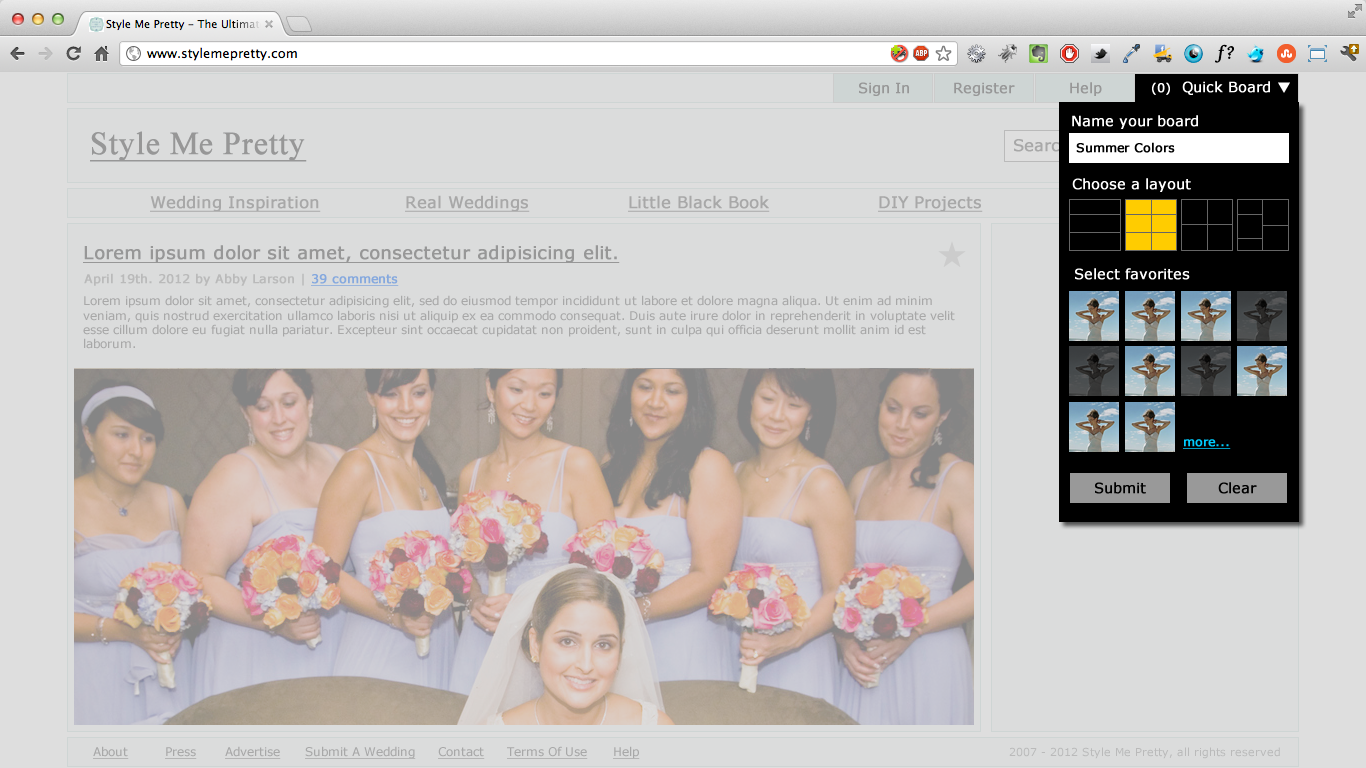 Style Me Pretty – The Ultima
www.stylemepretty.com
ABP
f?
Sign In
Register
Help
(0) Quick Board ▼
Style Me Pretty
Searc
Name your board
Summer Colors
Choose a layout
Select favorites
more...
Submit
Clear
Wedding Inspiration
Real Weddings
Little Black Book
DIY Projects
Lorem ipsum dolor sit amet, consectetur adipisicing elit.
April 19th. 2012 by Abby Larson | 39 comments
Lorem ipsum dolor sit amet, consectetur adipisicing elit, sed do eiusmod tempor incididunt ut labore et dolore magna aliqua. Ut enim ad minim
veniam, quis nostrud exercitation ullamco laboris nisi ut aliquip ex ea commodo consequat. Duis aute irure dolor in reprehenderit in voluptate velit
esse cillum dolore eu fugiat nulla pariatur. Excepteur sint occaecat cupidatat non proident, sunt in culpa qui officia deserunt mollit anim id est
laborum.
About
Press
Advertise
Submit A Wedding
Contact
Terms Of Use
Help
2007 - 2012 Style Me Pretty, all rights reserved